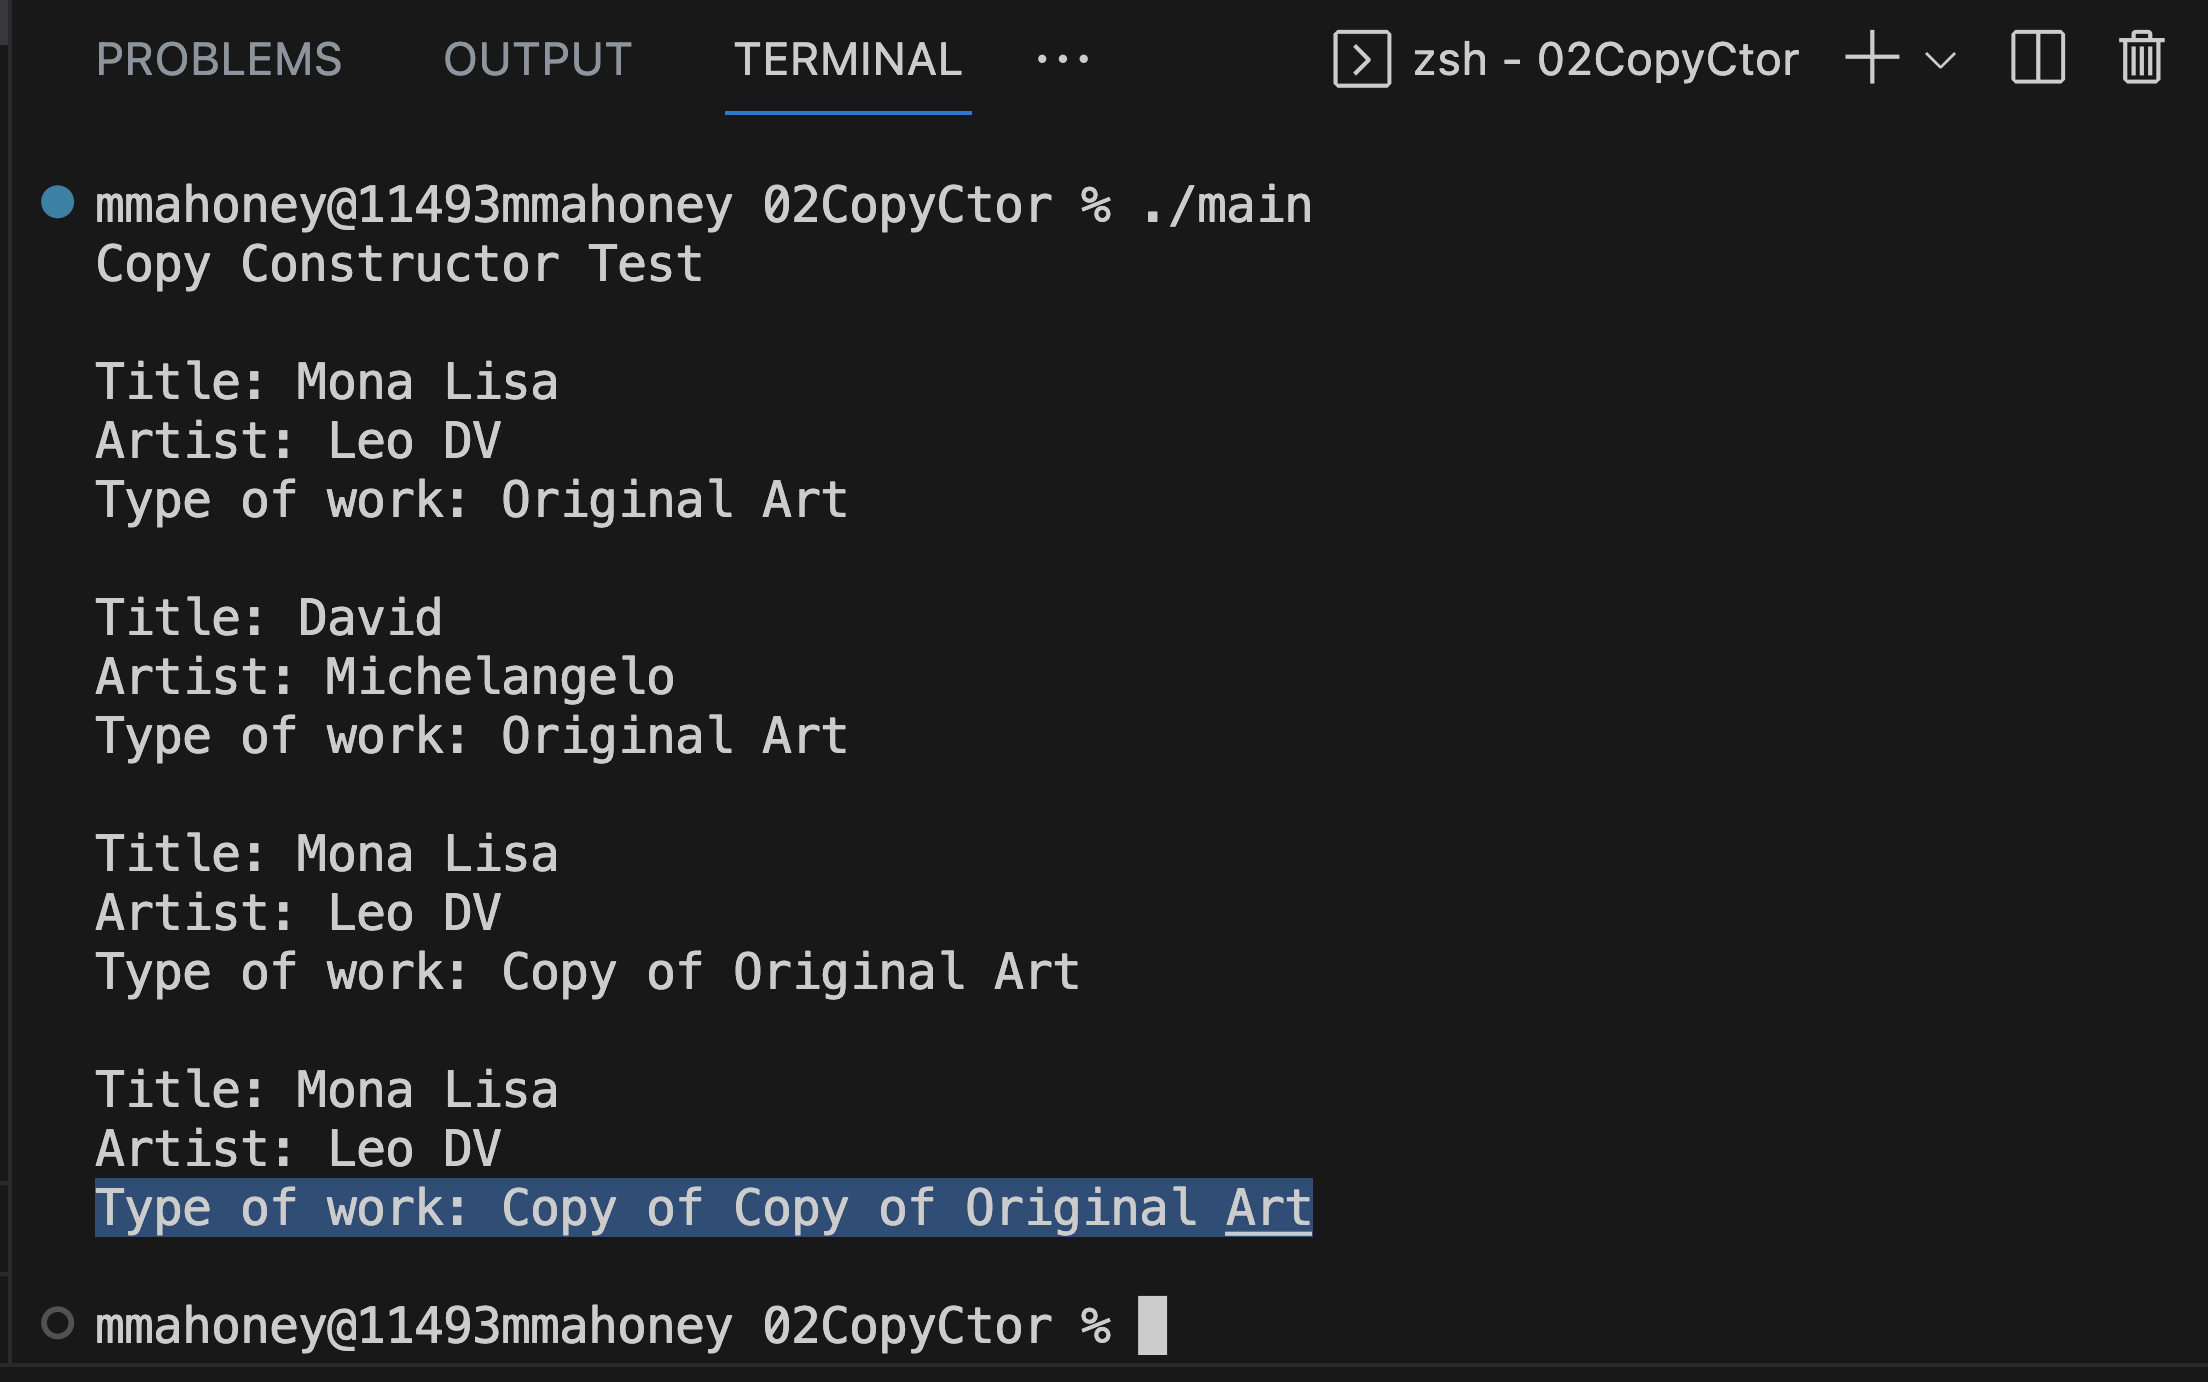 PROBLEMS OUTPUT TERMINAL ... zsh - 02CopyCtor
mmahoney@11493mmahoney 02CopyCtor % ./main
Copy Constructor Test
Title: Mona Lisa
Artist: Leo DV
Type of work: Original Art
Title: David
Artist: Michelangelo
Type of work: Original Art
Title: Mona Lisa
Artist: Leo DV
Type of work: Copy of Original Art
Title: Mona Lisa
Artist: Leo DV
Type of work: Copy of Copy of Original Art
mmahoney@11493mmahoney 02CopyCtor %